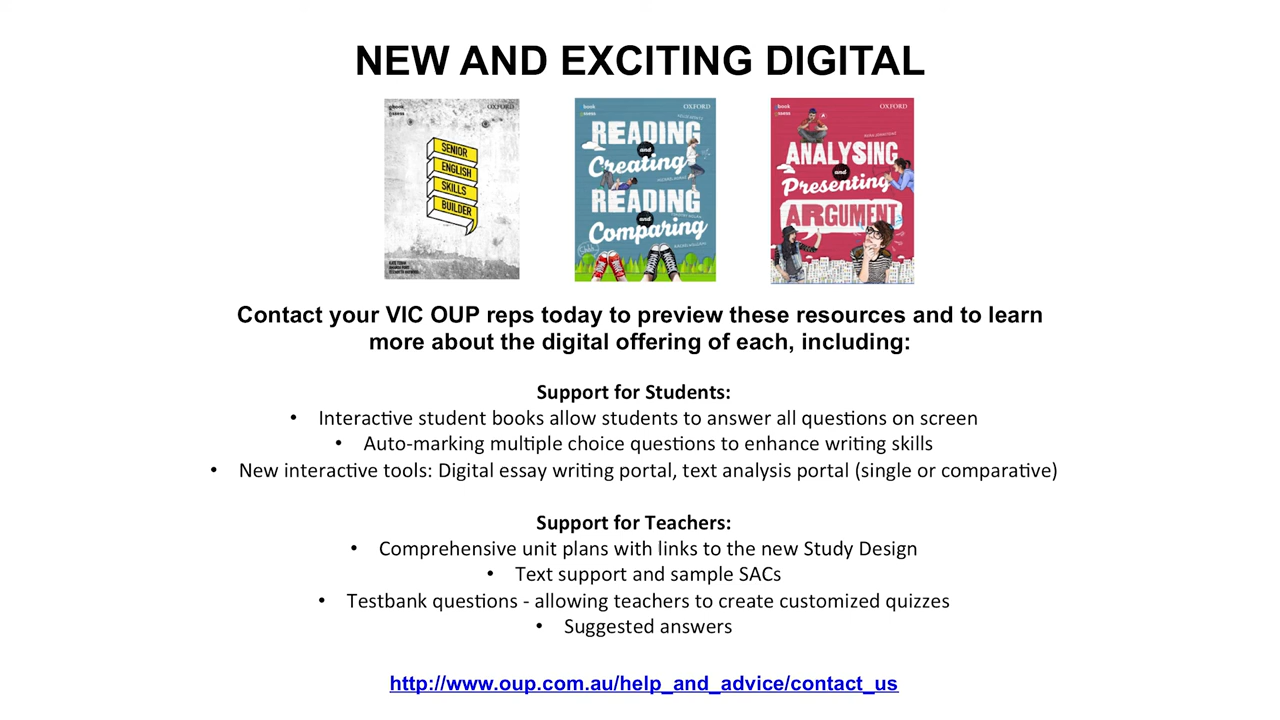 NEW AND EXCITING DIGITAL
OXFORD
SENIOR
ENGLISH
SKILLS
BUILDER
book
OXFORD
READING
and
Creating
READING
and
Comparing
book
OXFORD
ANALYSING
and
Presenting
ARGUMENT
Contact your VIC OUP reps today to preview these resources and to learn
more about the digital offering of each, including:
Support for Students:
• Interactive student books allow students to answer all questions on screen
• Auto-marking multiple choice questions to enhance writing skills
• New interactive tools: Digital essay writing portal, text analysis portal (single or comparative)
Support for Teachers:
• Comprehensive unit plans with links to the new Study Design
• Text support and sample SACs
• Testbank questions - allowing teachers to create customized quizzes
• Suggested answers
http://www.oup.com.au/help_and_advice/contact_us